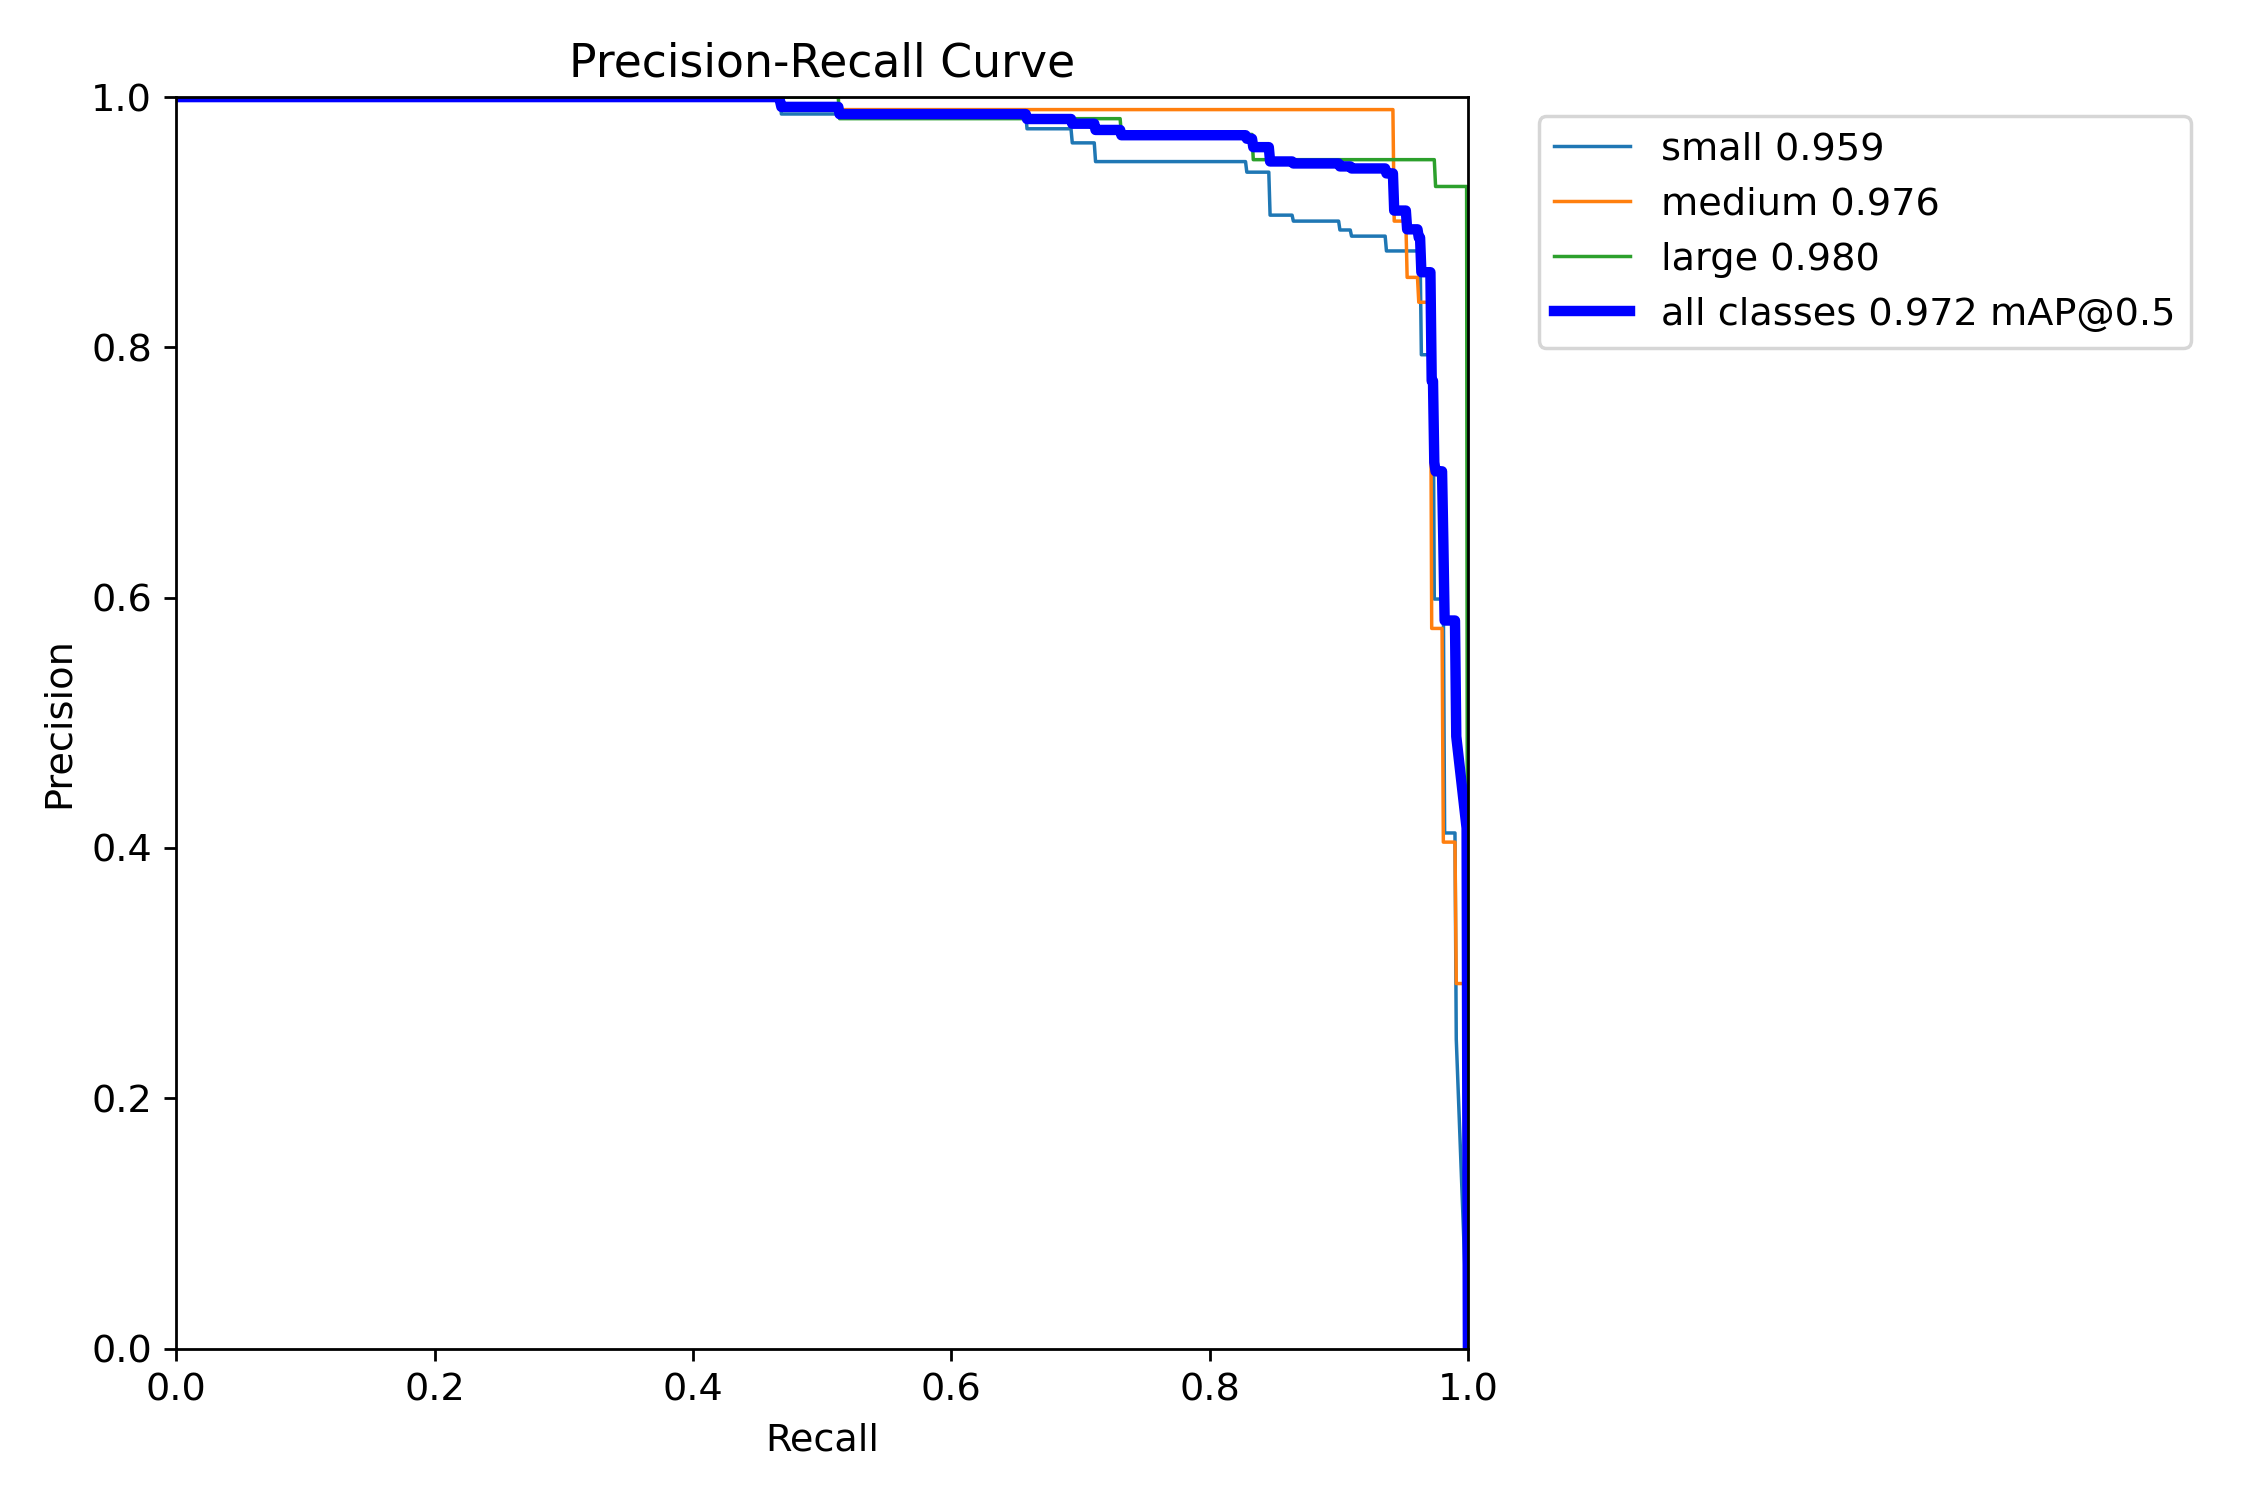 Precision-Recall Curve
1.0
0.8
0.6
0.4
0.2
0.0
Precision
0.0 0.2 0.4 0.6 0.8 1.0
Recall
small 0.959
medium 0.976
large 0.980
all classes 0.972 mAP@0.5